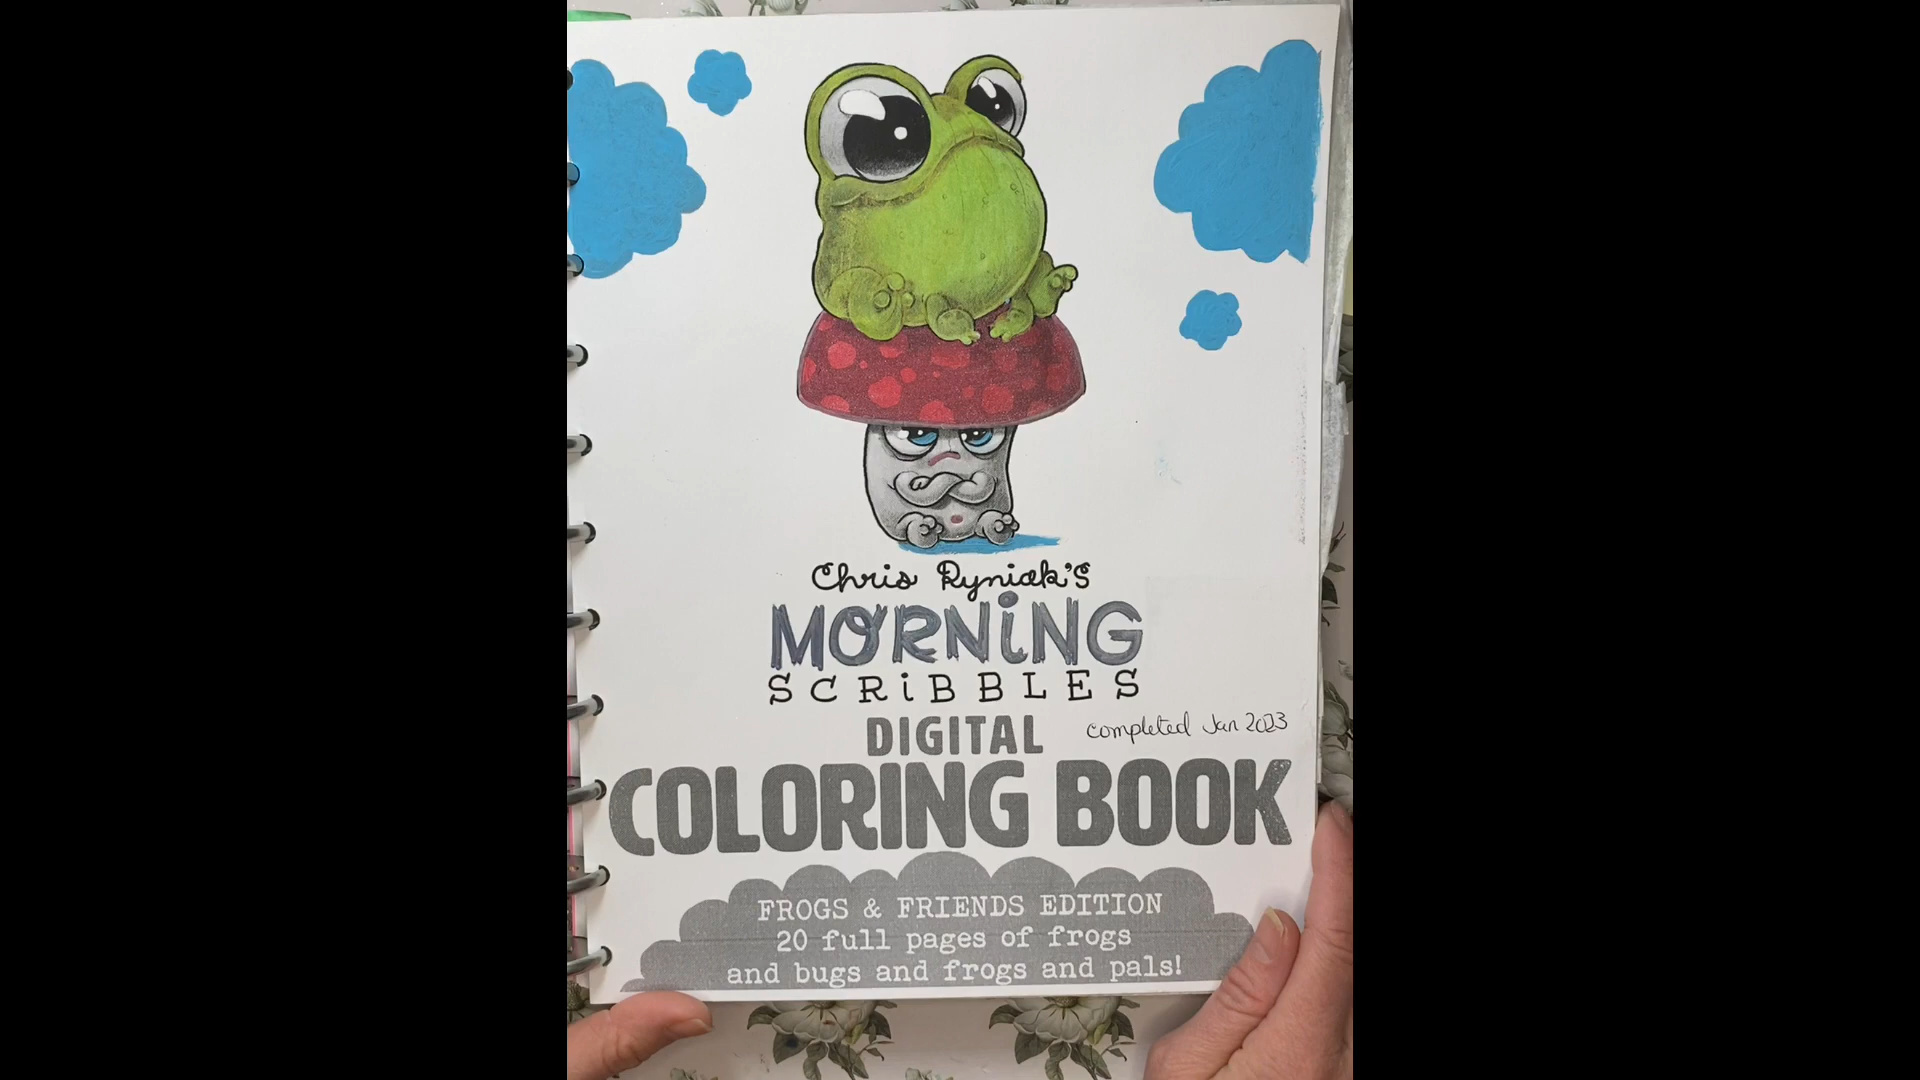 Chris Ryniak's
MORNiNG
SCRiBBLES
DIGITAL
completed Jan 2023
COLORING BOOK
FROGS & FRIENDS EDITION
20 full pages of frogs
and bugs and frogs and pals!